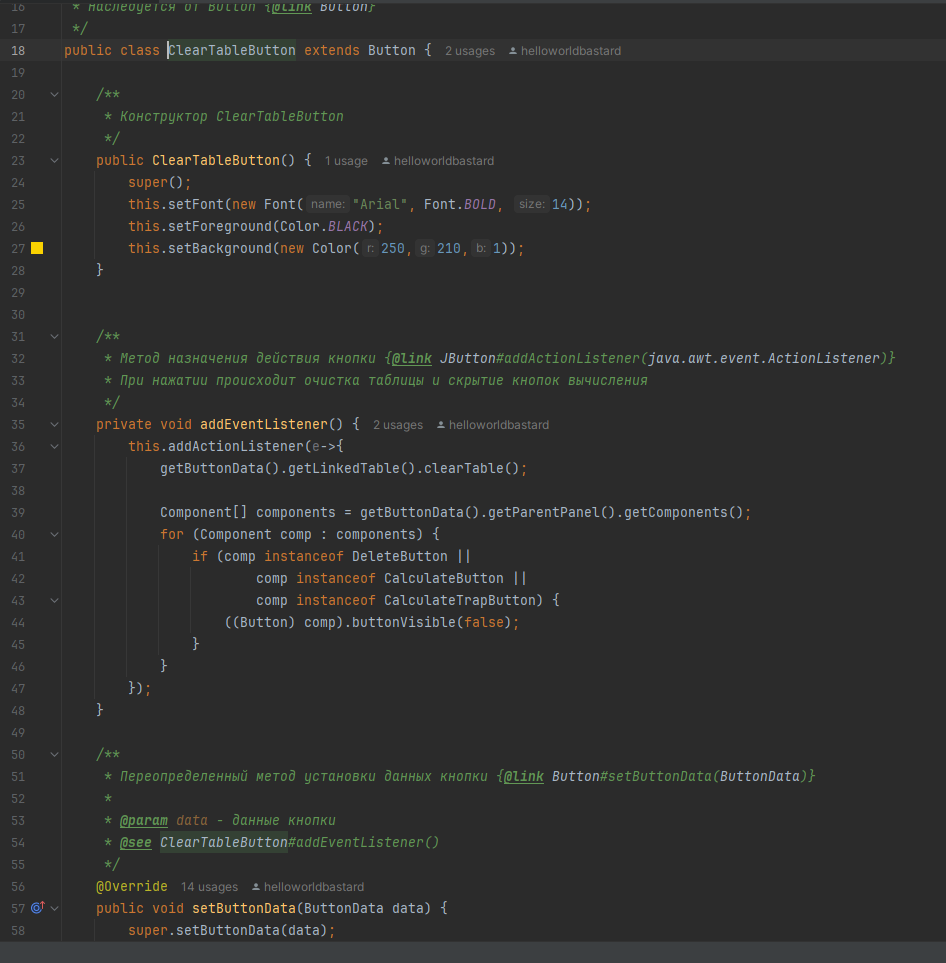 16 * Наследуется от Button {@link Button}
17 */
18 public class ClearTableButton extends Button { 2 usages helloworldbastard
19
20 /**
21 * Конструктор ClearTableButton
22 */
23 public ClearTableButton() { 1 usage helloworldbastard
24 super();
25 this.setFont(new Font( name: "Arial", Font.BOLD, size: 14));
26 this.setForeground(Color.BLACK);
27 this.setBackground(new Color( r: 250, g: 210, b: 1));
28 }
29
30
31 /**
32 * Метод назначения действия кнопки {@link JButton#addActionListener(java.awt.event.ActionListener)}
33 * При нажатии происходит очистка таблицы и скрытие кнопок вычисления
34 */
35 private void addEventListener() { 2 usages helloworldbastard
36 this.addActionListener(e->{
37 getButtonData().getLinkedTable().clearTable();
38
39 Component[] components = getButtonData().getParentPanel().getComponents();
40 for (Component comp : components) {
41 if (comp instanceof DeleteButton ||
42 comp instanceof CalculateButton ||
43 comp instanceof CalculateTrapButton) {
44 ((Button) comp).buttonVisible(false);
45 }
46 }
47 });
48 }
49
50 /**
51 * Переопределенный метод установки данных кнопки {@link Button#setButtonData(ButtonData)}
52 *
53 * @param data - данные кнопки
54 * @see ClearTableButton#addEventListener()
55 */
56 @Override 14 usages helloworldbastard
57 public void setButtonData(ButtonData data) {
58 super.setButtonData(data);